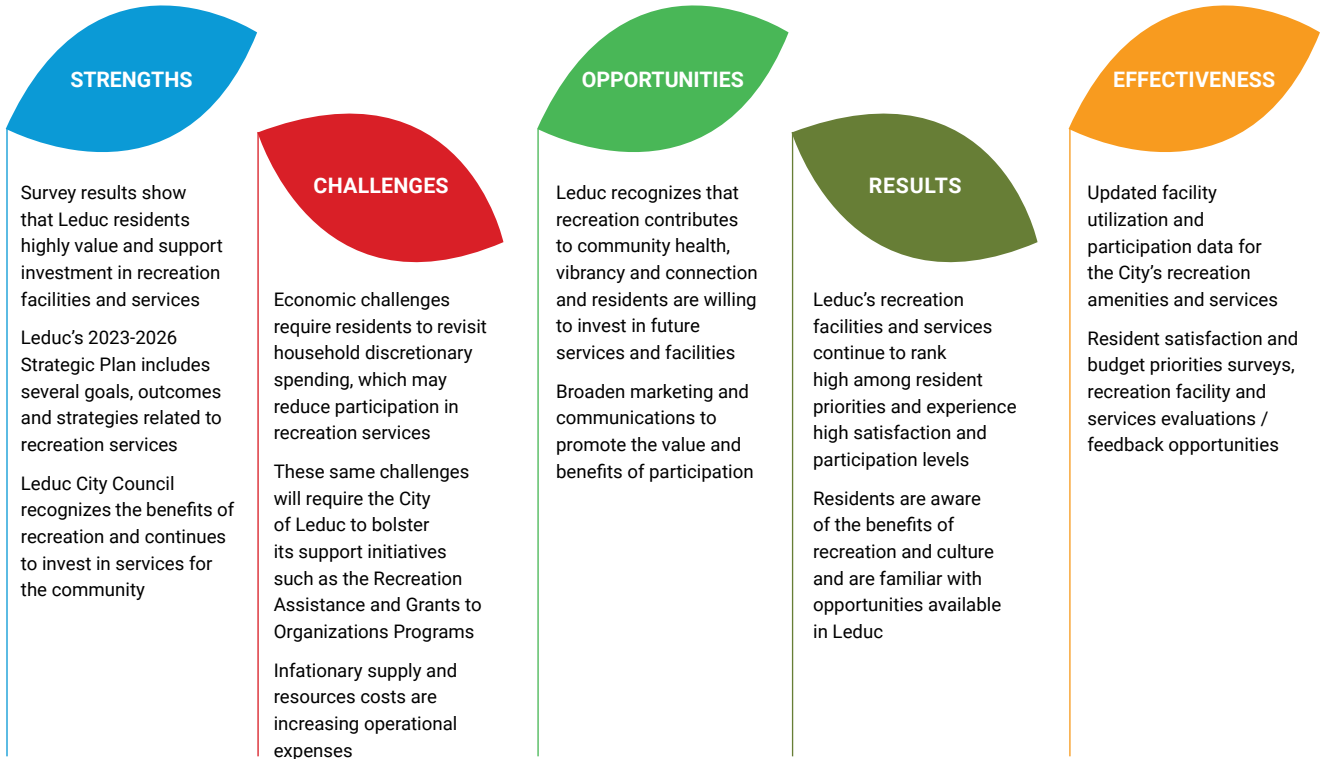 STRENGTHS
Survey results show
that Leduc residents
highly value and support
investment in recreation
facilities and services
Leduc's 2023-2026
Strategic Plan includes
several goals, outcomes
and strategies related to
recreation services
Leduc City Council
recognizes the benefits of
recreation and continues
to invest in services for
the community
CHALLENGES
Economic challenges
require residents to revisit
household discretionary
spending, which may
reduce participation in
recreation services
These same challenges
will require the City
of Leduc to bolster
its support initiatives
such as the Recreation
Assistance and Grants to
Organizations Programs
Infationary supply and
resources costs are
increasing operational
expenses
OPPORTUNITIES
Leduc recognizes that
recreation contributes
to community health,
vibrancy and connection
and residents are willing
to invest in future
services and facilities
Broaden marketing and
communications to
promote the value and
benefits of participation
RESULTS
Leduc's recreation
facilities and services
continue to rank
high among resident
priorities and experience
high satisfaction and
participation levels
Residents are aware
of the benefits of
recreation and culture
and are familiar with
opportunities available
in Leduc
EFFECTIVENESS
Updated facility
utilization and
participation data for
the City's recreation
amenities and services
Resident satisfaction and
budget priorities surveys,
recreation facility and
services evaluations /
feedback opportunities